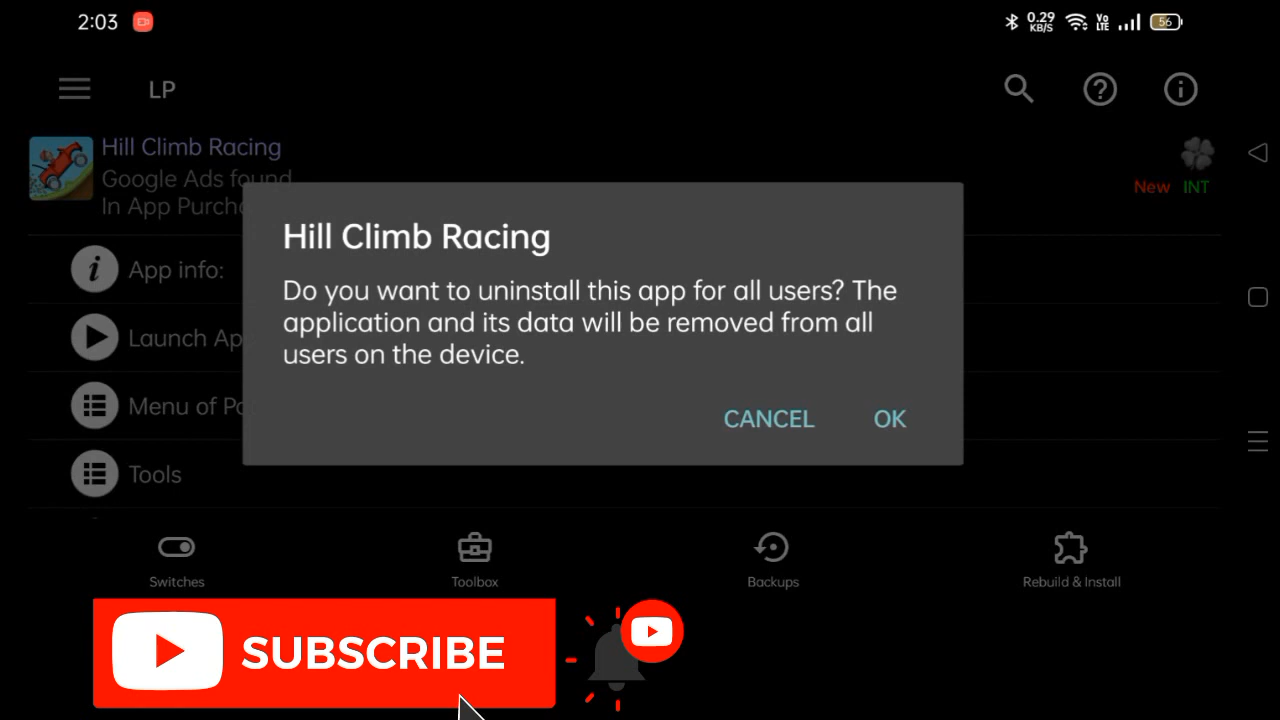 2:03
0.29 KB/S
Vo LTE
56
LP
Hill Climb Racing
Google Ads found
In App Purcha
New INT
Hill Climb Racing
Do you want to uninstall this app for all users? The
application and its data will be removed from all
users on the device.
CANCEL OK
App info:
Launch Ap
Menu of Pa
Tools
Switches Toolbox Backups Rebuild & Install
SUBSCRIBE